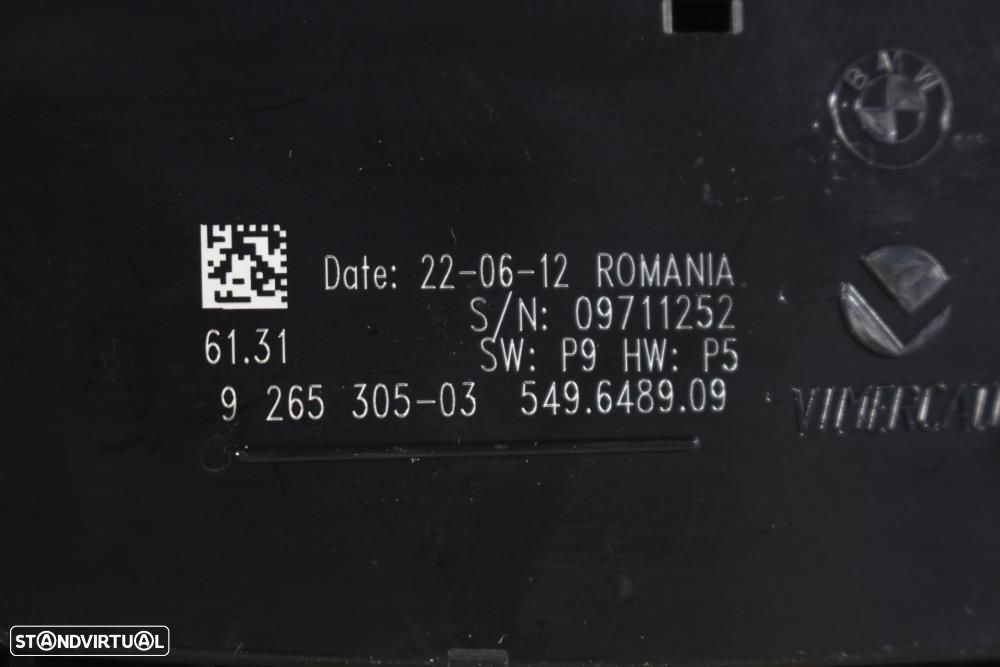 BMW
Date: 22-06-12 ROMANIA
S/N: 09711252
61.31
SW: P9 HW: P5
9 265 305-03 549.6489.09
STANDVIRTUAL